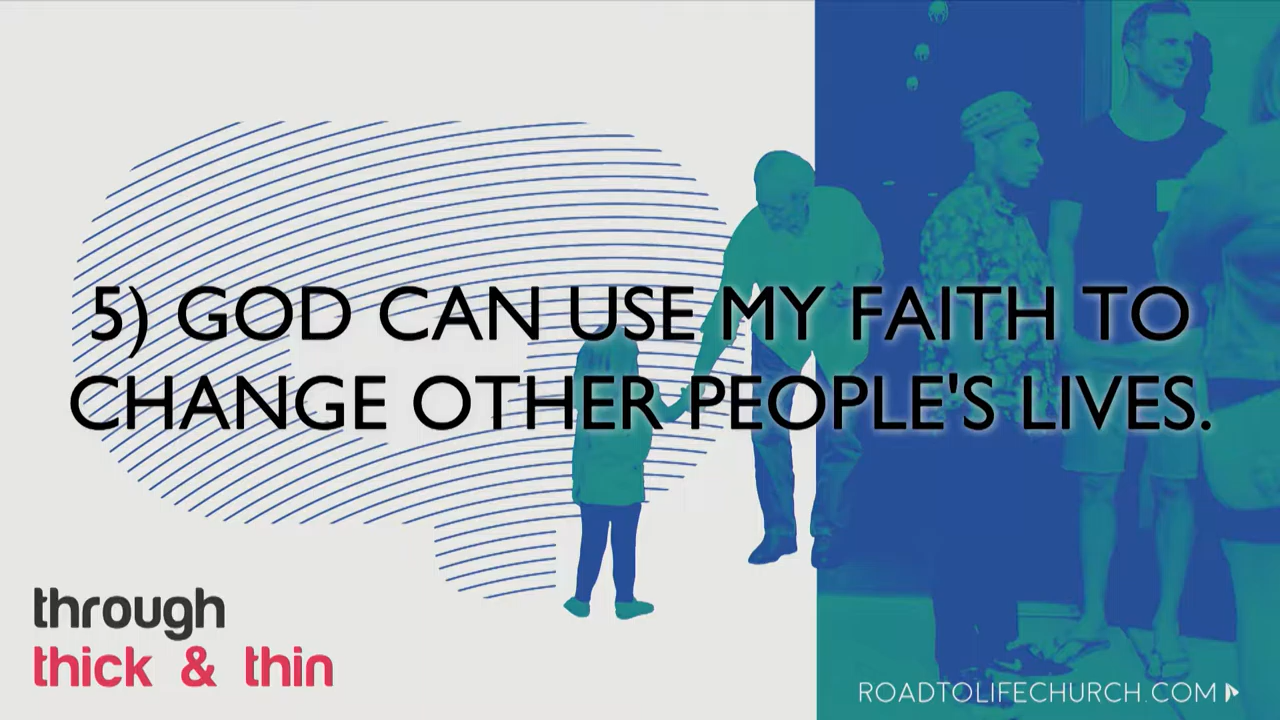 5) GOD CAN USE MY FAITH TO
CHANGE OTHER PEOPLE'S LIVES.
through
thick & thin
ROADTOLIFECHURCH.COM